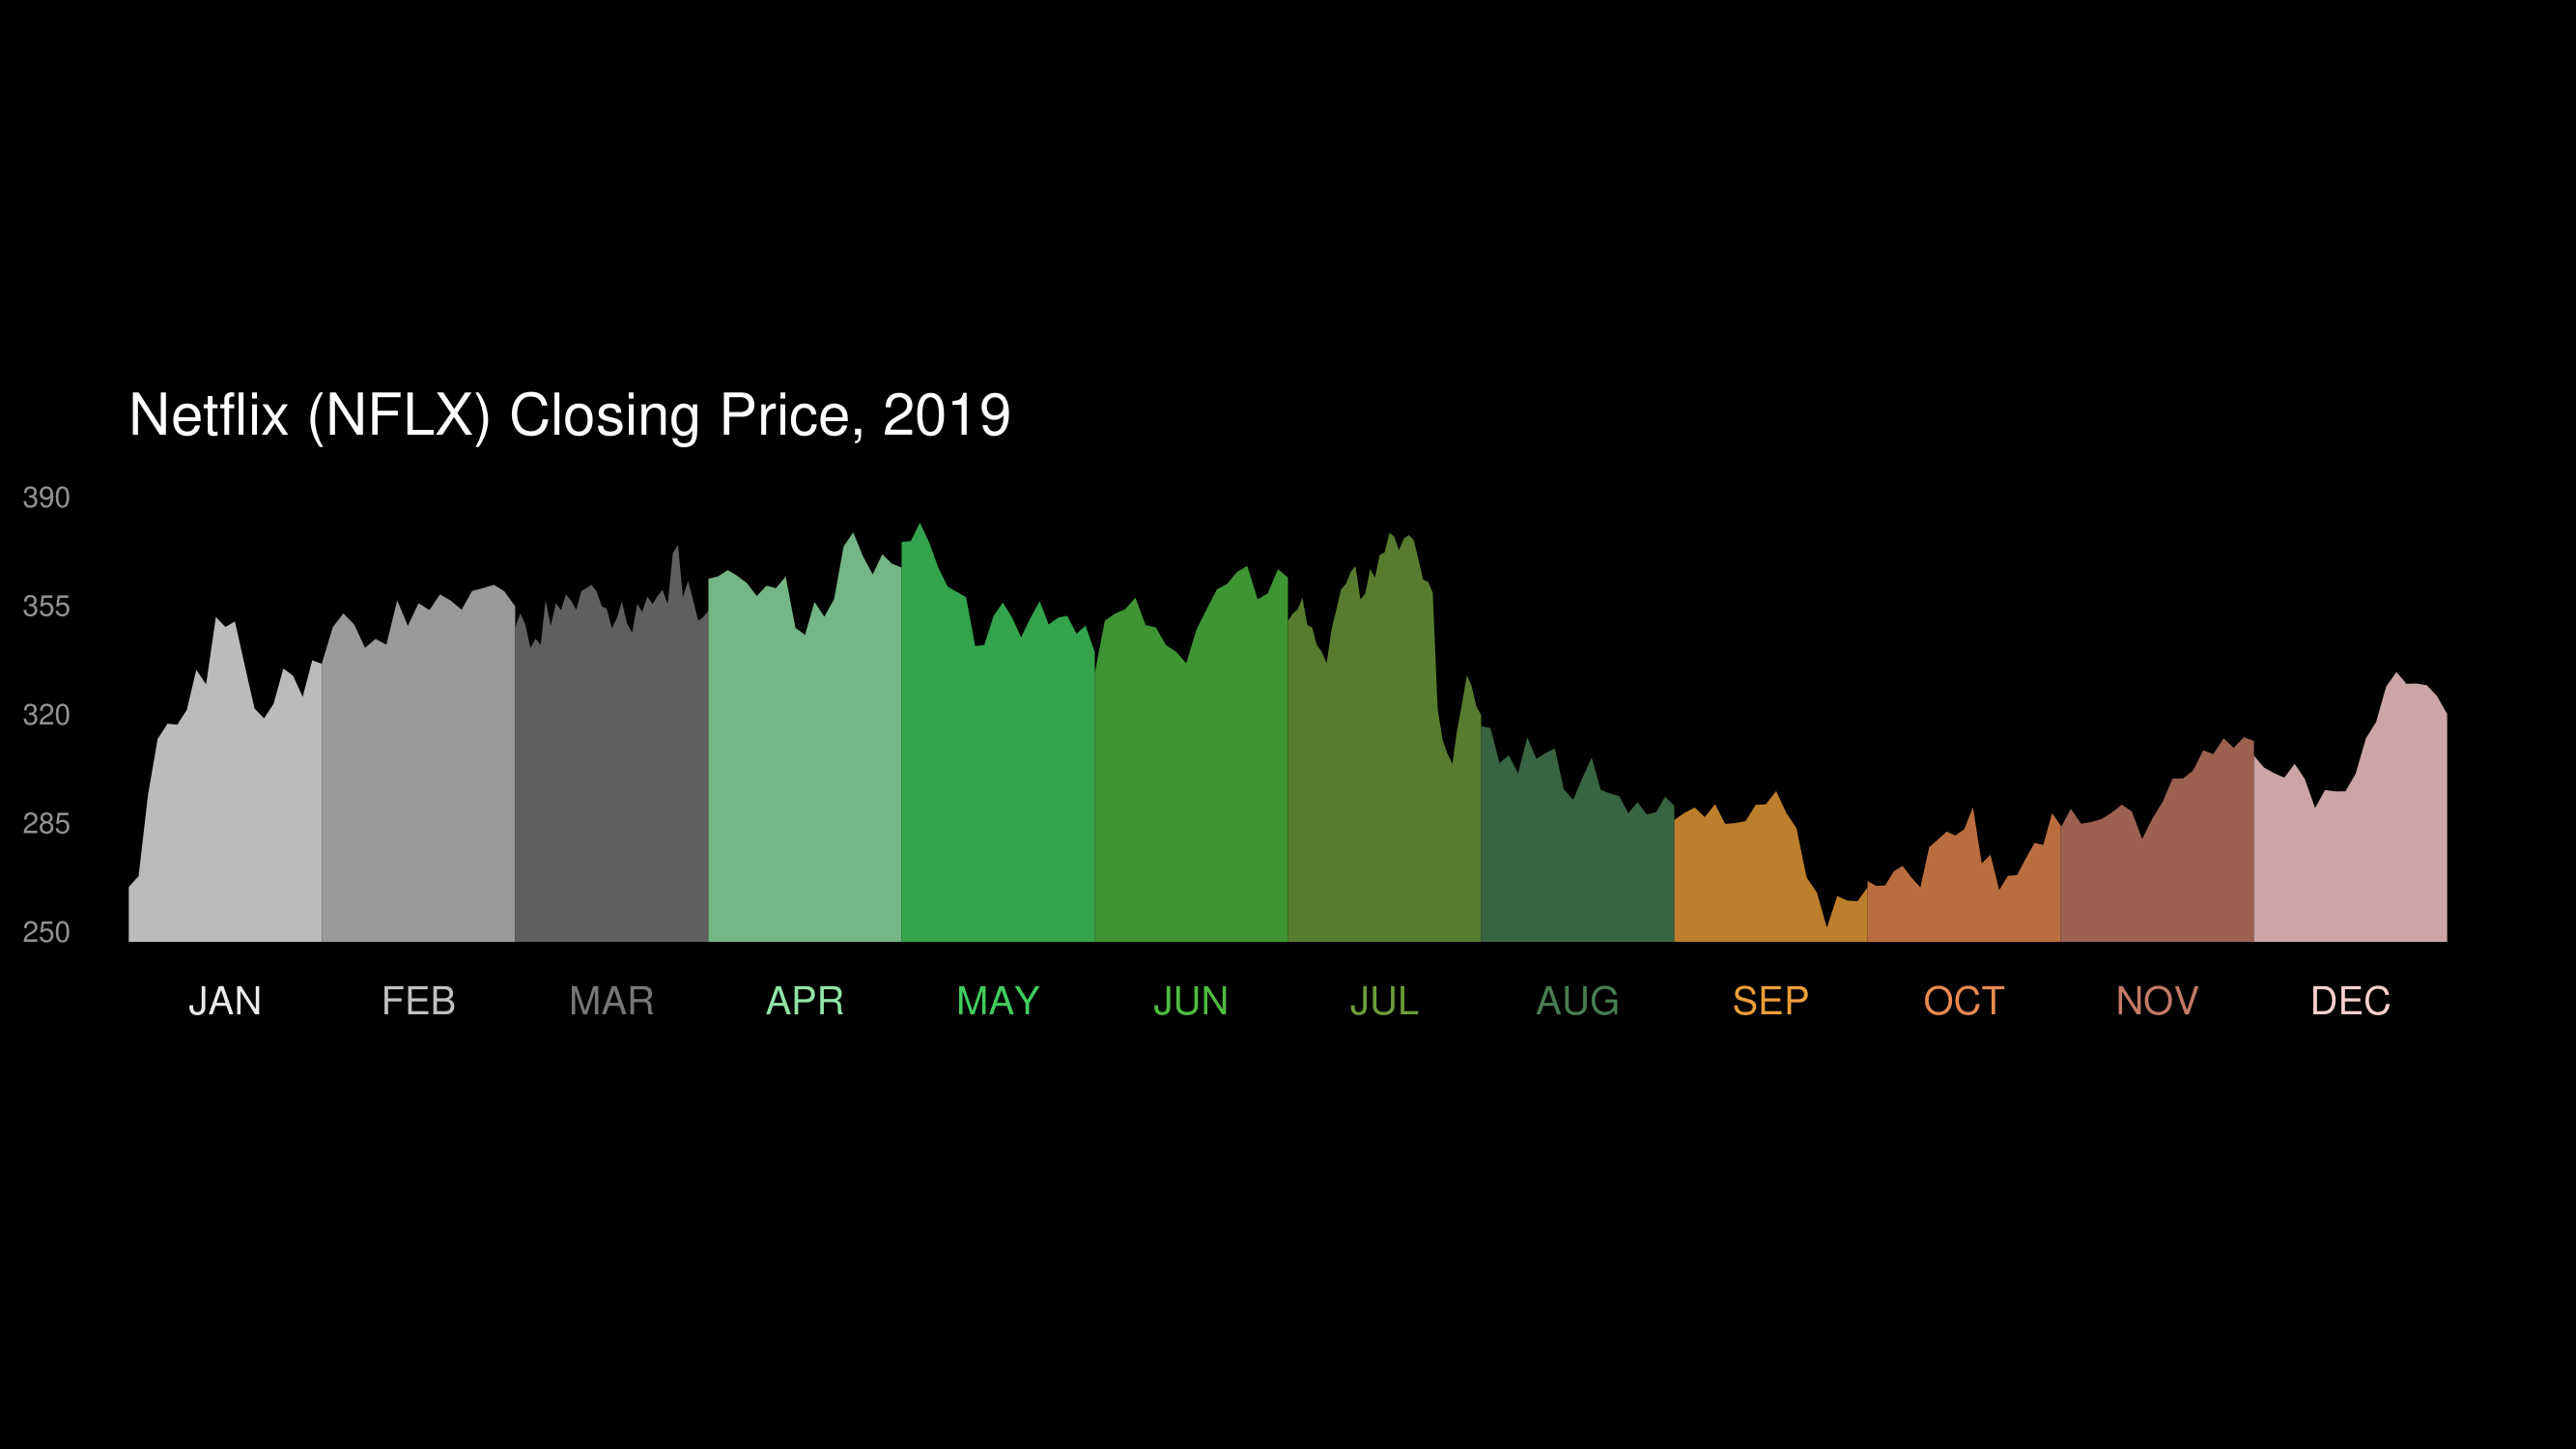 Netflix (NFLX) Closing Price, 2019
390
355
320
285
250
JAN FEB MAR APR MAY JUN JUL AUG SEP OCT NOV DEC